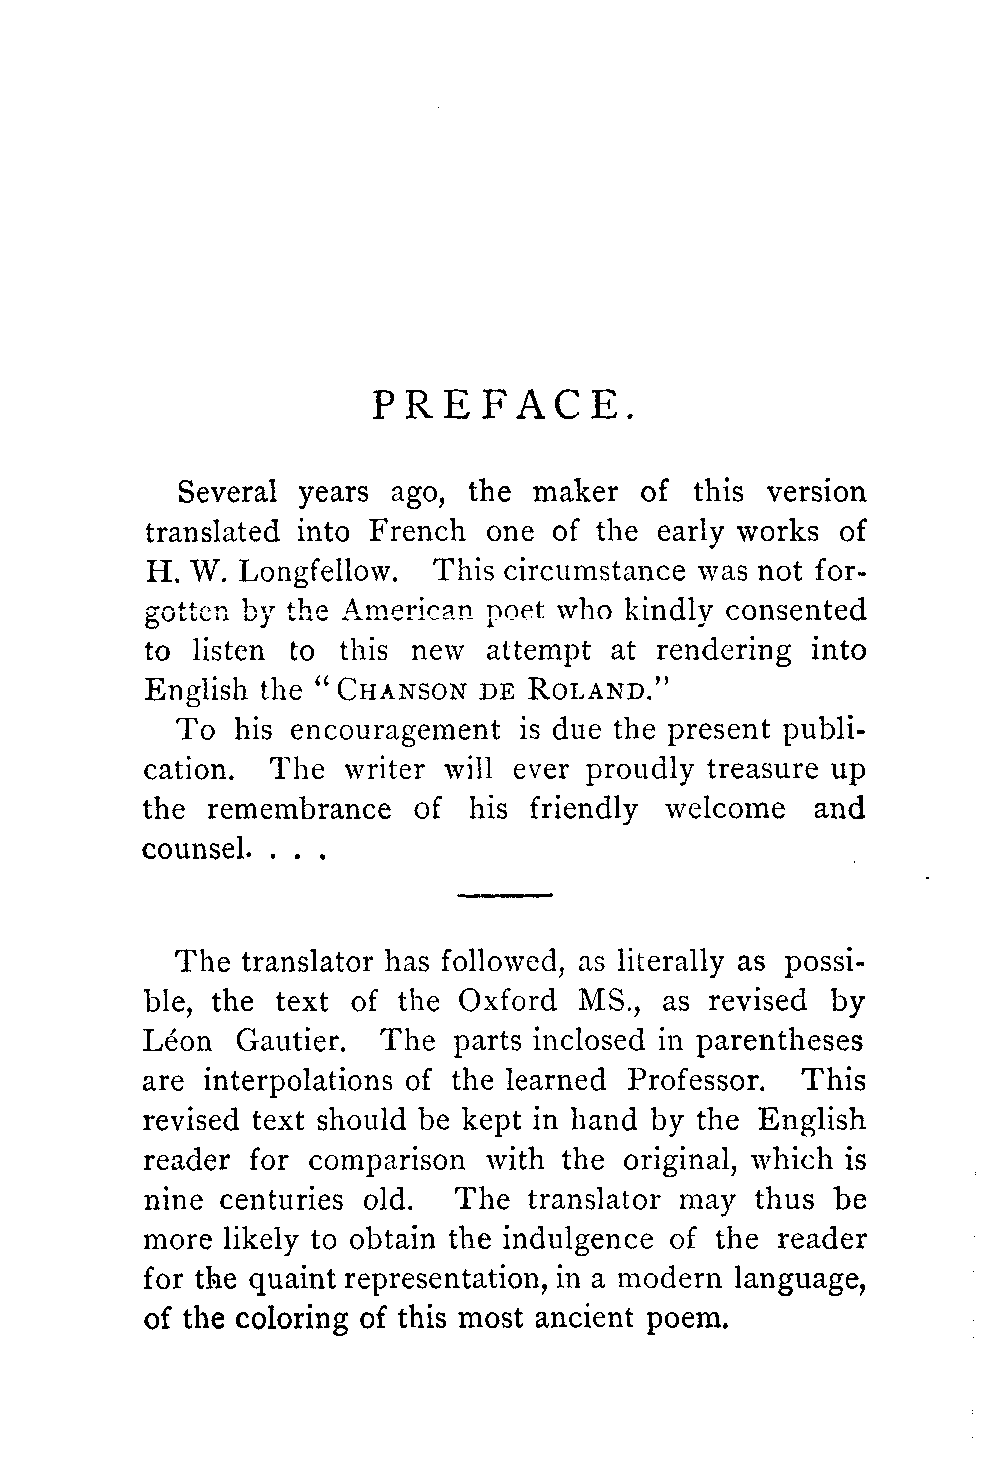 PREFACE.
Several years ago, the maker of this version
translated into French one of the early works of
H. W. Longfellow. This circumstance was not for-
gotten by the American poet who kindly consented
to listen to this new attempt at rendering into
English the “CHANSON DE ROLAND.”
To his encouragement is due the present publi-
cation. The writer will ever proudly treasure up
the remembrance of his friendly welcome and
counsel. . . .
The translator has followed, as literally as possi-
ble, the text of the Oxford MS., as revised by
Léon Gautier. The parts inclosed in parentheses
are interpolations of the learned Professor. This
revised text should be kept in hand by the English
reader for comparison with the original, which is
nine centuries old. The translator may thus be
more likely to obtain the indulgence of the reader
for the quaint representation, in a modern language,
of the coloring of this most ancient poem.